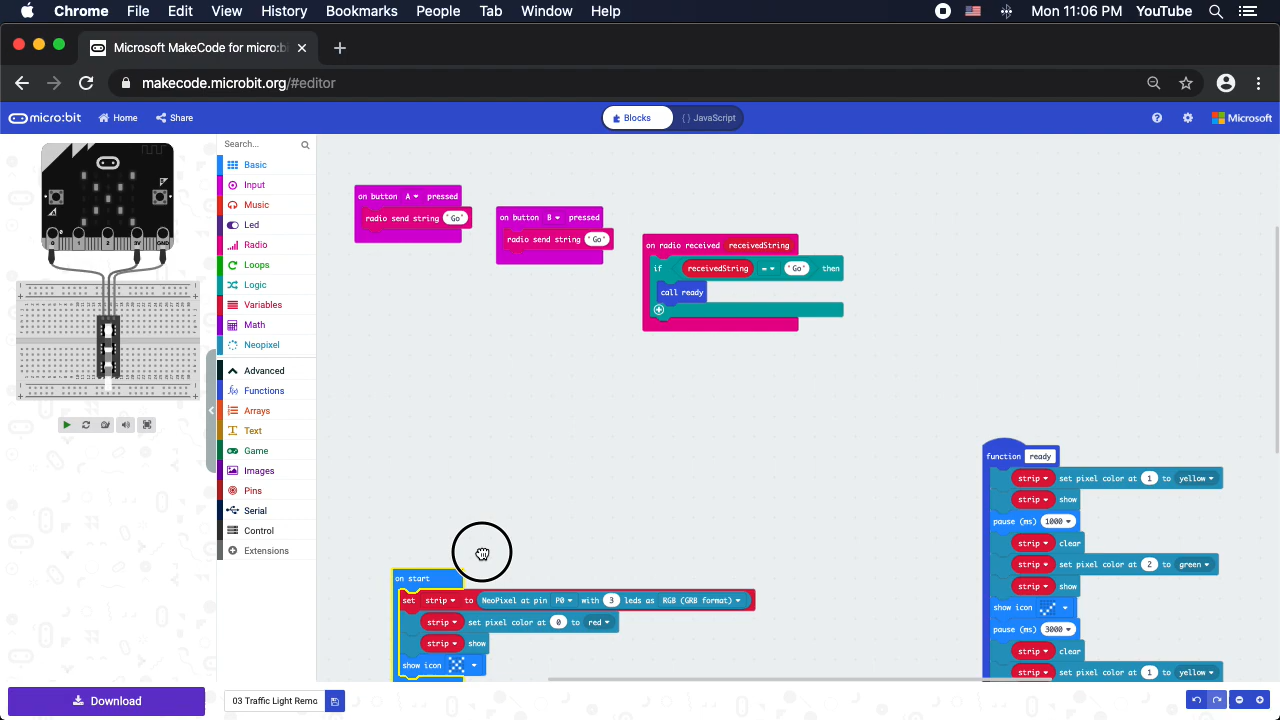 Chrome File Edit View History Bookmarks People Tab Window Help Mon 11:06 PM YouTube
Microsoft MakeCode for micro:b
makecode.microbit.org/#editor
micro:bit Home Share Blocks { } JavaScript Microsoft
Search...
Basic
Input
Music
Led
Radio
Loops
Logic
Variables
Math
Neopixel
Advanced
Functions
Arrays
Text
Game
Images
Pins
Serial
Control
Extensions
0 1 2 3V GND
on button A pressed
radio send string "Go"
on button B pressed
radio send string "Go"
on radio received receivedString
if receivedString = "Go" then
call ready
on start
set strip to NeoPixel at pin P0 with 3 leds as RGB (GRB format)
strip set pixel color at 0 to red
strip show
show icon
function ready
strip set pixel color at 1 to yellow
strip show
pause (ms) 1000
strip clear
strip set pixel color at 2 to green
strip show
show icon
pause (ms) 3000
strip clear
strip set pixel color at 1 to yellow
Download 03 Traffic Light Remo